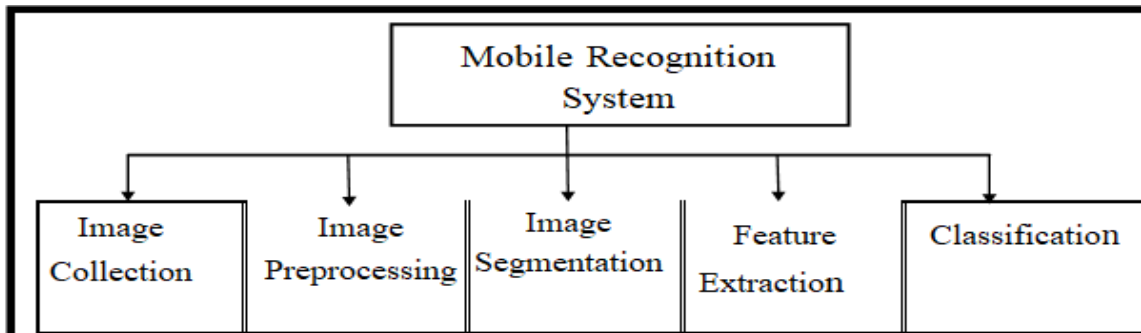 Mobile Recognition
System
Image
Collection
Image
Preprocessing
Image
Segmentation
Feature
Extraction
Classification